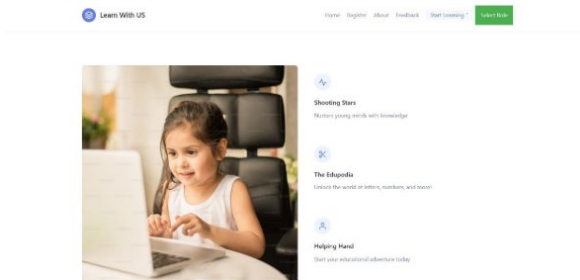 Learn With US
Home Register About Feedback Start Learning Select Role
Shooting Stars
Nurture young minds with knowledge
The Edupedia
Unlock the world of letters, numbers, and more!
Helping Hand
Start your educational adventure today